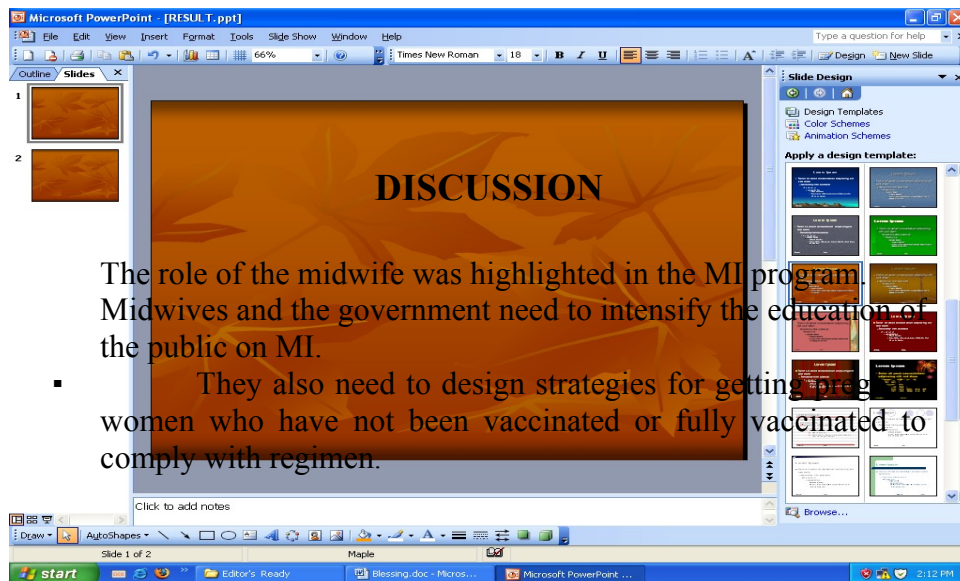 Microsoft PowerPoint - [RESULT.ppt]
File Edit View Insert Format Tools Slide Show Window Help
Type a question for help
66%
Times New Roman 18 B I U
Design New Slide
Outline Slides
Slide Design
1
2
Design Templates
Color Schemes
Animation Schemes
Apply a design template:
DISCUSSION
The role of the midwife was highlighted in the MI program.
Midwives and the government need to intensify the education of
the public on MI.
▪ They also need to design strategies for getting
women who have not been vaccinated or fully vaccinated to
comply with regimen.
Click to add notes
Browse...
Draw AutoShapes
Slide 1 of 2 Maple
start Editor's Ready Blessing.doc - Micros... Microsoft PowerPoint ... 2:12 PM